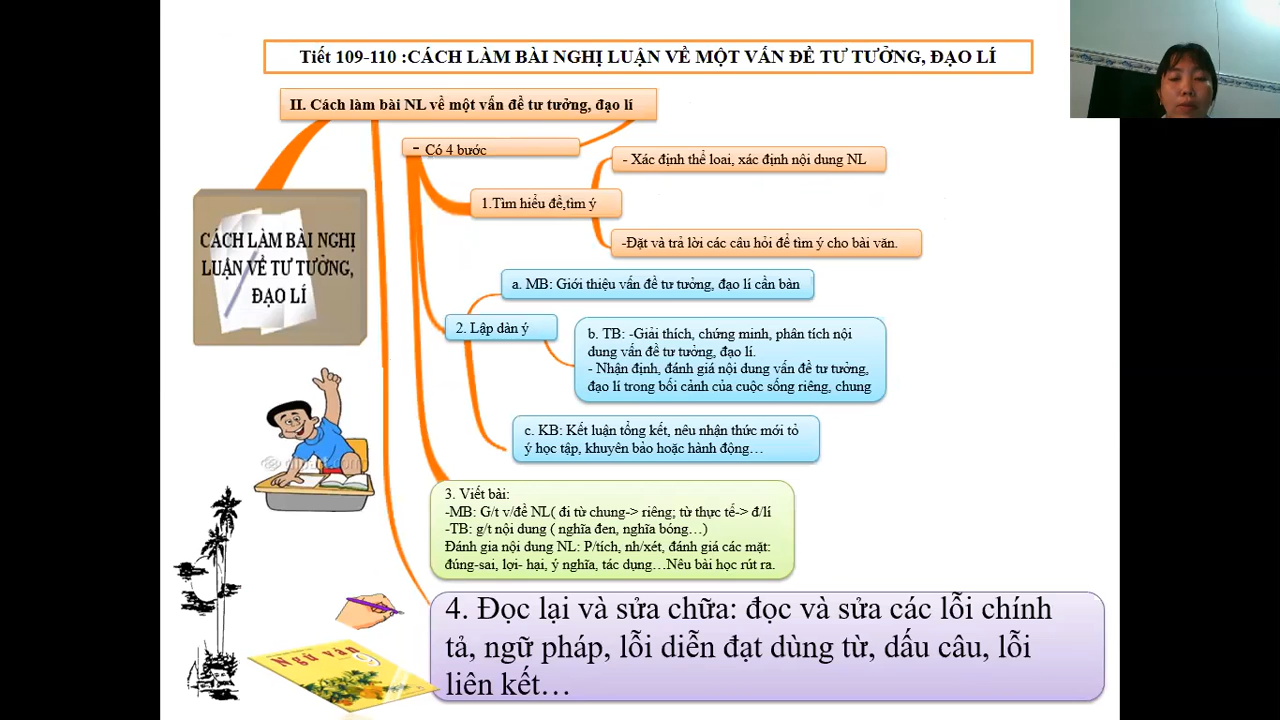 Tiết 109-110 :CÁCH LÀM BÀI NGHỊ LUẬN VỀ MỘT VẤN ĐỀ TƯ TƯỞNG, ĐẠO LÍ
II. Cách làm bài NL về một vấn đề tư tưởng, đạo lí
- Có 4 bước
- Xác định thể loai, xác định nội dung NL
1.Tìm hiểu đề,tìm ý
-Đặt và trả lời các câu hỏi để tìm ý cho bài văn.
CÁCH LÀM BÀI NGHỊ
LUẬN VỀ TƯ TƯỞNG,
ĐẠO LÍ
a. MB: Giới thiệu vấn đề tư tưởng, đạo lí cần bàn
2. Lập dàn ý
b. TB: -Giải thích, chứng minh, phân tích nội
dung vấn đề tư tưởng, đạo lí.
- Nhận định, đánh giá nội dung vấn đề tư tưởng,
đạo lí trong bối cảnh của cuộc sống riêng, chung
c. KB: Kết luận tổng kết, nêu nhận thức mới tỏ
ý học tập, khuyên bảo hoặc hành động…
3. Viết bài:
-MB: G/t v/đề NL( đi từ chung-> riêng; từ thực tế-> đ/lí
-TB: g/t nội dung ( nghĩa đen, nghĩa bóng…)
Đánh gia nội dung NL: P/tích, nh/xét, đánh giá các mặt:
đúng-sai, lợi- hại, ý nghĩa, tác dụng…Nêu bài học rút ra.
4. Đọc lại và sửa chữa: đọc và sửa các lỗi chính
tả, ngữ pháp, lỗi diễn đạt dùng từ, dấu câu, lỗi
liên kết…
Ngữ văn 9